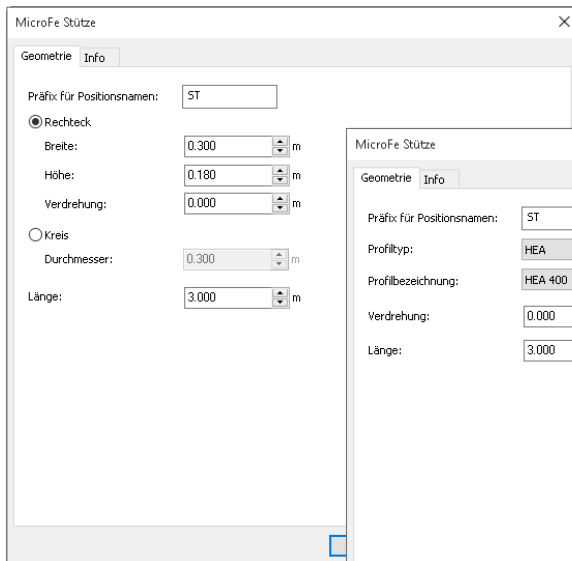 MicroFe Stütze
Geometrie Info
Präfix für Positionsnamen: ST
Rechteck
Breite: 0.300 m
Höhe: 0.180 m
Verdrehung: 0.000 m
Kreis
Durchmesser: 0.300 m
Länge: 3.000 m
MicroFe Stütze
Geometrie Info
Präfix für Positionsnamen: ST
Profiltyp: HEA
Profilbezeichnung: HEA 400
Verdrehung: 0.000
Länge: 3.000